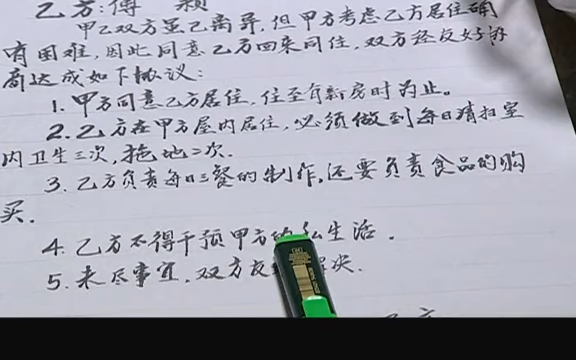 乙方:傅颖
甲乙双方虽已离异,但甲方考虑乙方居住确
有困难,因此同意乙方回来同住,双方经友好协
商达成如下协议:
1.甲方同意乙方居住,住至有新房时为止。
2.乙方在甲方屋内居住,必须做到每日清扫室
内卫生三次,拖地二次.
3.乙方负责每日三餐的制作,还要负责食品的购
买.
4.乙方不得干预甲方的私生活.
5.未尽事宜,双方友 解决.